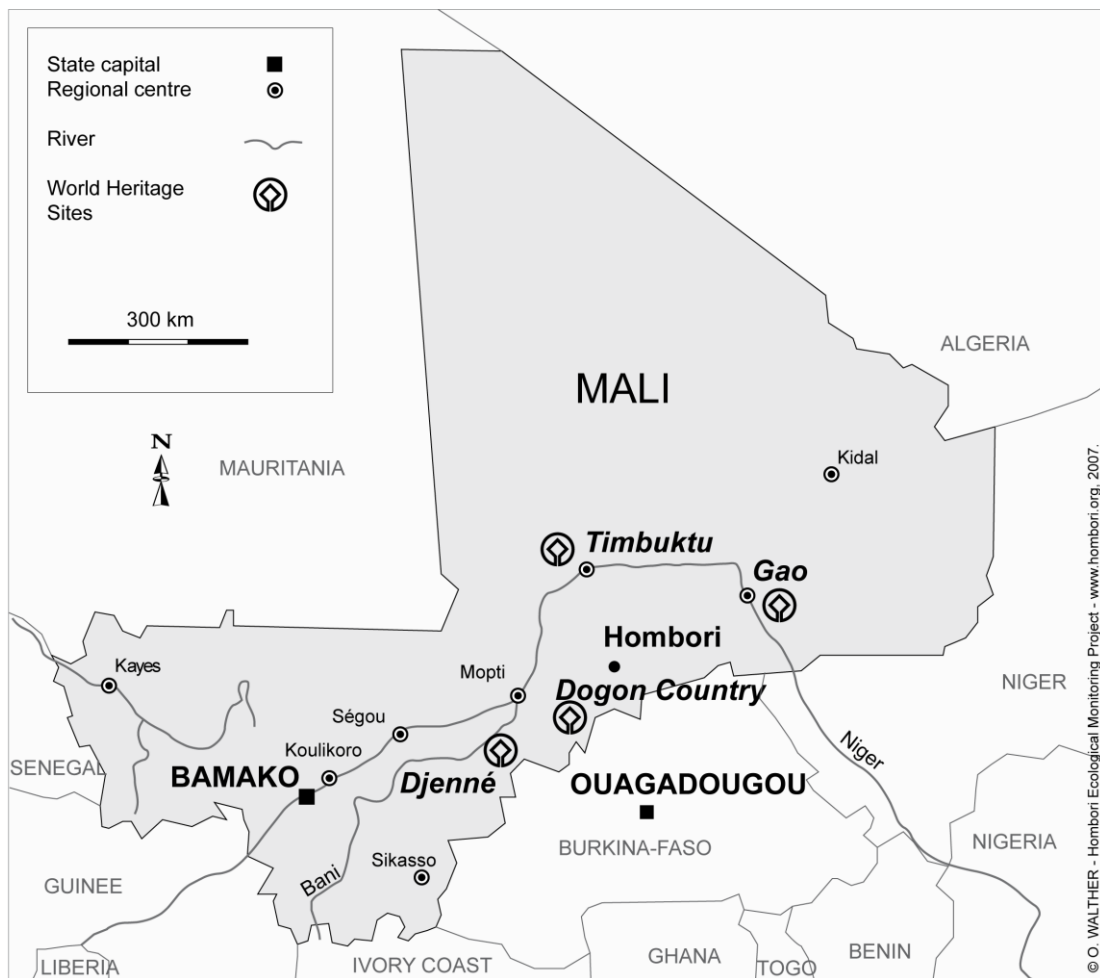 State capital
Regional centre
River
World Heritage
Sites
300 km
N
MALI
ALGERIA
MAURITANIA
Kidal
Timbuktu
Gao
Hombori
Kayes
Mopti
Dogon Country
NIGER
Ségou
Koulikoro
SENEGAL
BAMAKO
Djenné
OUAGADOUGOU
Niger
BURKINA-FASO
NIGERIA
Sikasso
Bani
GUINEE
LIBERIA
IVORY COAST
GHANA
TOGO
BENIN
© O. WALTHER - Hombori Ecological Monitoring Project - www.hombori.org, 2007.